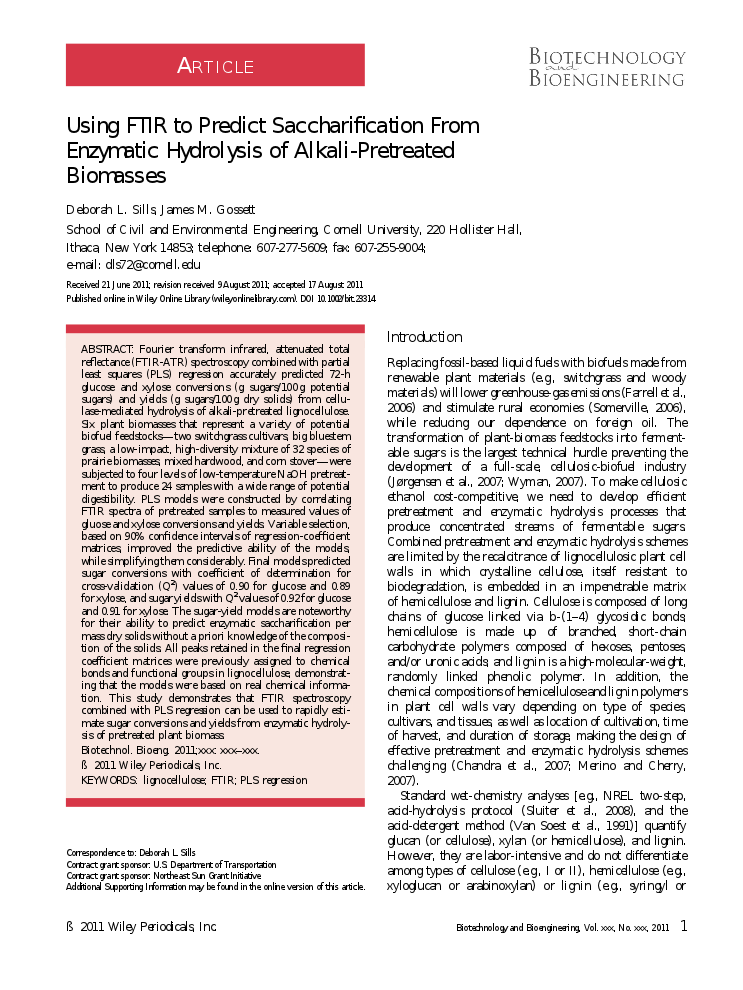 ARTICLE
BIOTECHNOLOGY
and
BIOENGINEERING
Using FTIR to Predict Saccharification From
Enzymatic Hydrolysis of Alkali-Pretreated
Biomasses
Deborah L. Sills, James M. Gossett
School of Civil and Environmental Engineering, Cornell University, 220 Hollister Hall,
Ithaca, New York 14853; telephone: 607-277-5609; fax: 607-255-9004;
e-mail: dls72@cornell.edu
Received 21 June 2011; revision received 9 August 2011; accepted 17 August 2011
Published online in Wiley Online Library (wileyonlinelibrary.com). DOI 10.1002/bit.23314
ABSTRACT: Fourier transform infrared, attenuated total
reflectance (FTIR-ATR) spectroscopy combined with partial
least squares (PLS) regression accurately predicted 72-h
glucose and xylose conversions (g sugars/100 g potential
sugars) and yields (g sugars/100 g dry solids) from cellu-
lase-mediated hydrolysis of alkali-pretreated lignocellulose.
Six plant biomasses that represent a variety of potential
biofuel feedstocks—two switchgrass cultivars, big bluestem
grass, a low-impact, high-diversity mixture of 32 species of
prairie biomasses, mixed hardwood, and corn stover—were
subjected to four levels of low-temperature NaOH pretreat-
ment to produce 24 samples with a wide range of potential
digestibility. PLS models were constructed by correlating
FTIR spectra of pretreated samples to measured values of
glucose and xylose conversions and yields. Variable selection,
based on 90% confidence intervals of regression-coefficient
matrices, improved the predictive ability of the models,
while simplifying them considerably. Final models predicted
sugar conversions with coefficient of determination for
cross-validation (Q²) values of 0.90 for glucose and 0.89
for xylose, and sugar yields with Q² values of 0.92 for glucose
and 0.91 for xylose. The sugar-yield models are noteworthy
for their ability to predict enzymatic saccharification per
mass dry solids without a priori knowledge of the composi-
tion of the solids. All peaks retained in the final regression
coefficient matrices were previously assigned to chemical
bonds and functional groups in lignocellulose, demonstrat-
ing that the models were based on real chemical informa-
tion. This study demonstrates that FTIR spectroscopy
combined with PLS regression can be used to rapidly esti-
mate sugar conversions and yields from enzymatic hydroly-
sis of pretreated plant biomass.
Biotechnol. Bioeng. 2011;xxx: xxx–xxx.
ß 2011 Wiley Periodicals, Inc.
KEYWORDS: lignocellulose; FTIR; PLS regression
Correspondence to: Deborah L. Sills
Contract grant sponsor: U.S. Department of Transportation
Contract grant sponsor: Northeast Sun Grant Initiative
Additional Supporting Information may be found in the online version of this article.
Introduction
Replacing fossil-based liquid fuels with biofuels made from
renewable plant materials (e.g., switchgrass and woody
materials) will lower greenhouse-gas emissions (Farrell et al.,
2006) and stimulate rural economies (Somerville, 2006),
while reducing our dependence on foreign oil. The
transformation of plant-biomass feedstocks into ferment-
able sugars is the largest technical hurdle preventing the
development of a full-scale, cellulosic-biofuel industry
(Jørgensen et al., 2007; Wyman, 2007). To make cellulosic
ethanol cost-competitive, we need to develop efficient
pretreatment and enzymatic hydrolysis processes that
produce concentrated streams of fermentable sugars.
Combined pretreatment and enzymatic hydrolysis schemes
are limited by the recalcitrance of lignocellulosic plant cell
walls in which crystalline cellulose, itself resistant to
biodegradation, is embedded in an impenetrable matrix
of hemicellulose and lignin. Cellulose is composed of long
chains of glucose linked via b-(1–4) glycosidic bonds,
hemicellulose is made up of branched, short-chain
carbohydrate polymers composed of hexoses, pentoses,
and/or uronic acids, and lignin is a high-molecular-weight,
randomly linked phenolic polymer. In addition, the
chemical compositions of hemicellulose and lignin polymers
in plant cell walls vary depending on type of species,
cultivars, and tissues, as well as location of cultivation, time
of harvest, and duration of storage, making the design of
effective pretreatment and enzymatic hydrolysis schemes
challenging (Chandra et al., 2007; Merino and Cherry,
2007).
Standard wet-chemistry analyses [e.g., NREL two-step,
acid-hydrolysis protocol (Sluiter et al., 2008), and the
acid-detergent method (Van Soest et al., 1991)] quantify
glucan (or cellulose), xylan (or hemicellulose), and lignin.
However, they are labor-intensive and do not differentiate
among types of cellulose (e.g., I or II), hemicellulose (e.g.,
xyloglucan or arabinoxylan) or lignin (e.g., syringyl or
ß 2011 Wiley Periodicals, Inc.
Biotechnology and Bioengineering, Vol. xxx, No. xxx, 2011 1